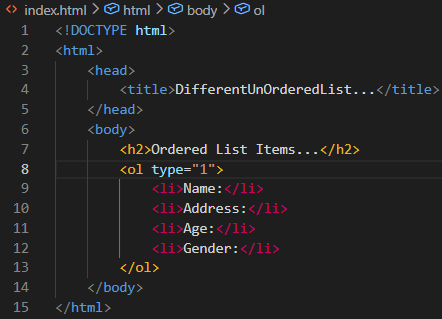 index.html > html > body > ol
1 <!DOCTYPE html>
2 <html>
3     <head>
4         <title>DifferentUnOrderedList...</title>
5     </head>
6     <body>
7         <h2>Ordered List Items...</h2>
8         <ol type="1">
9             <li>Name:</li>
10             <li>Address:</li>
11             <li>Age:</li>
12             <li>Gender:</li>
13         </ol>
14     </body>
15 </html>